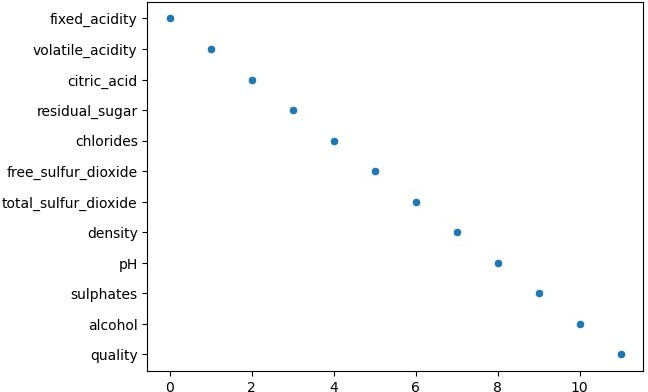 fixed_acidity
volatile_acidity
citric_acid
residual_sugar
chlorides
free_sulfur_dioxide
total_sulfur_dioxide
density
pH
sulphates
alcohol
quality
0 2 4 6 8 10